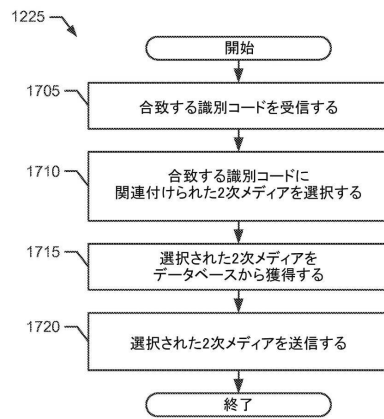 1225
開始
1705
合致する識別コードを受信する
1710
合致する識別コードに
関連付けられた2次メディアを選択する
1715
選択された2次メディアを
データベースから獲得する
1720
選択された2次メディアを送信する
終了